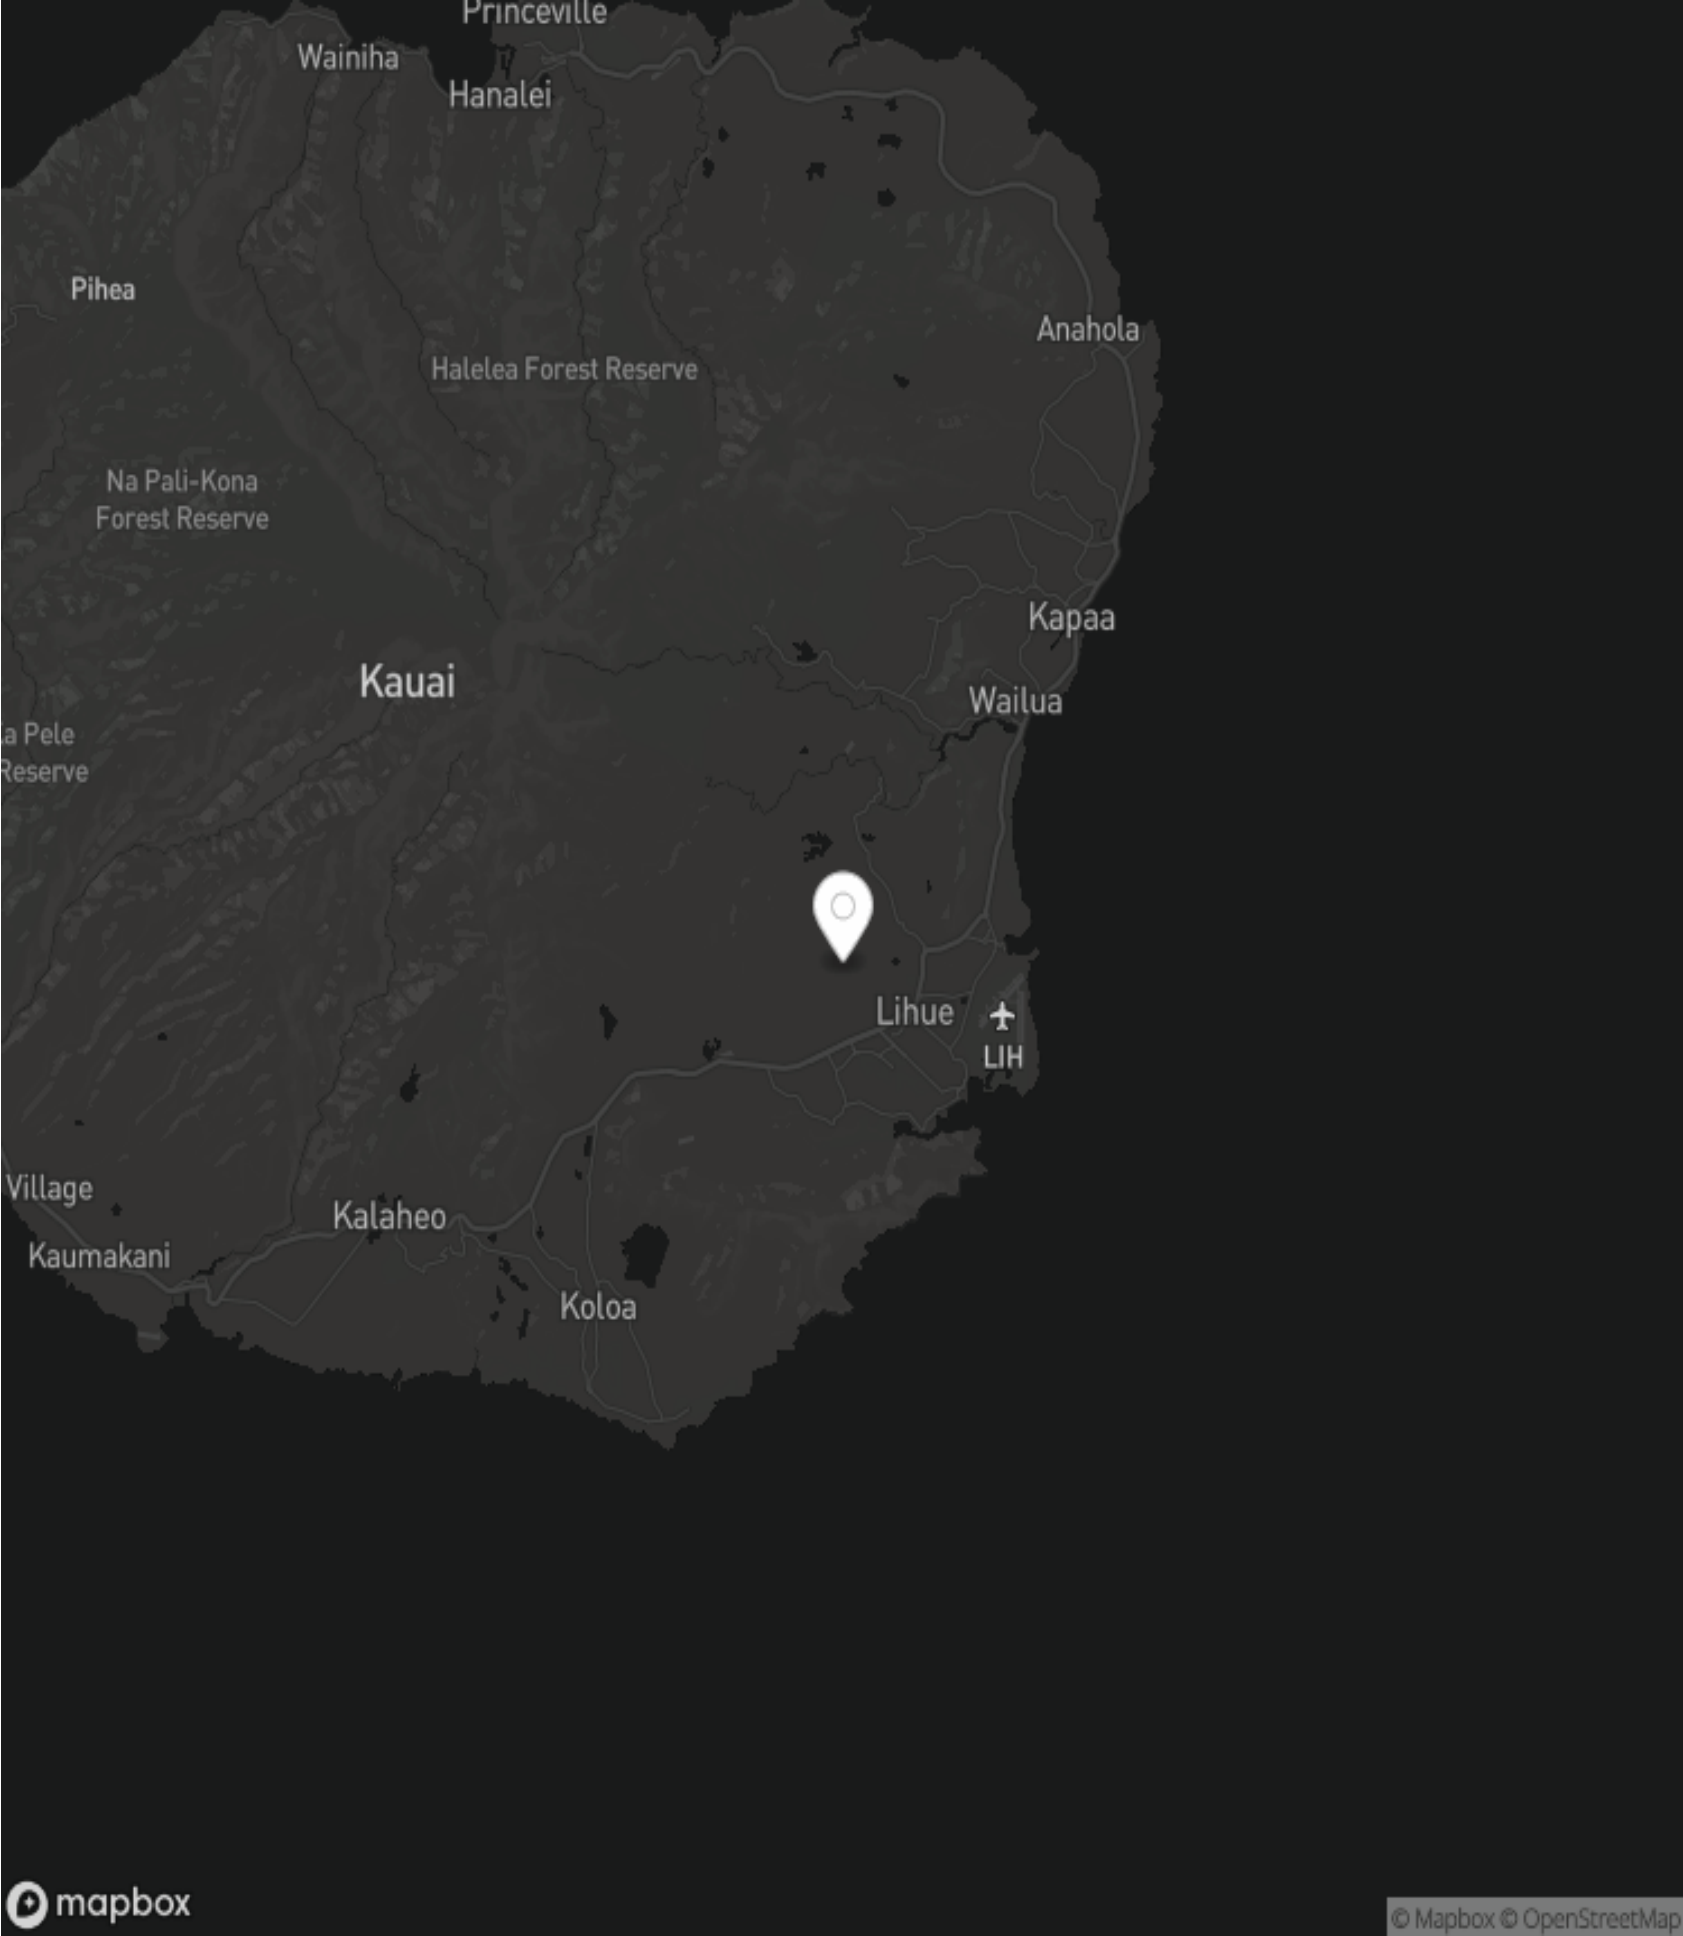 Princeville
Wainiha
Hanalei
Pihea
Anahola
Halelea Forest Reserve
Na Pali-Kona
Forest Reserve
Kapaa
Kauai
Wailua
a Pele
Reserve
Lihue
LIH
Village
Kalaheo
Kaumakani
Koloa
mapbox
© Mapbox © OpenStreetMap